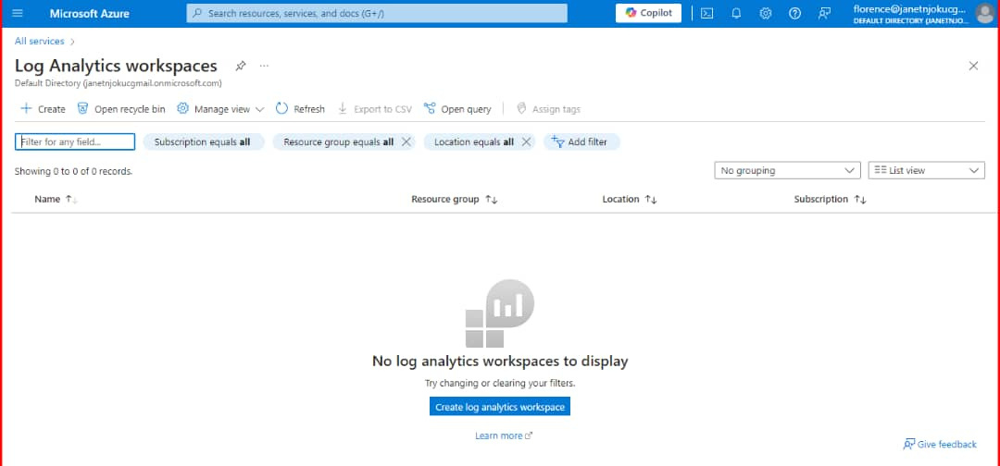 Microsoft Azure
Search resources, services, and docs (G+/)
Copilot
florence@janetnjokucg...
DEFAULT DIRECTORY (JANETNJO...
All services
Log Analytics workspaces
...
Default Directory (janetnjokucgmail.onmicrosoft.com)
Create
Open recycle bin
Manage view
Refresh
Export to CSV
Open query
Assign tags
Filter for any field...
Subscription equals all
Resource group equals all
Location equals all
Add filter
Showing 0 to 0 of 0 records.
No grouping
List view
Name
Resource group
Location
Subscription
No log analytics workspaces to display
Try changing or clearing your filters.
Create log analytics workspace
Learn more
Give feedback